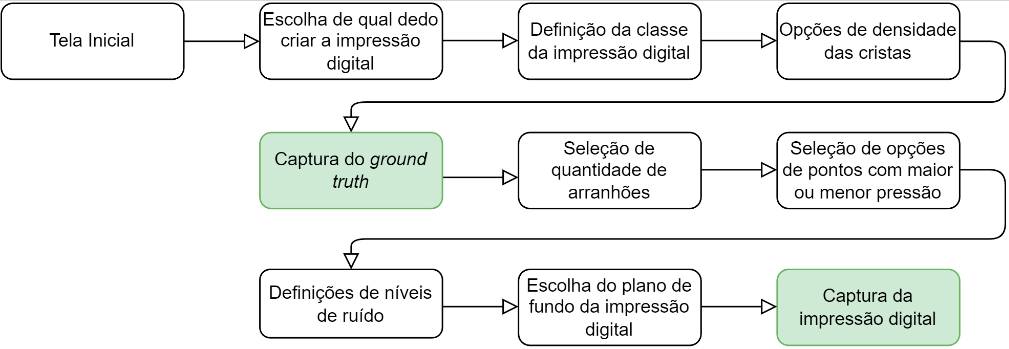 Tela Inicial
Escolha de qual dedo
criar a impressão
digital
Definição da classe
da impressão digital
Opções de densidade
das cristas
Captura do ground
truth
Seleção de
quantidade de
arranhões
Seleção de opções
de pontos com maior
ou menor pressão
Definições de níveis
de ruído
Escolha do plano de
fundo da impressão
digital
Captura da
impressão digital